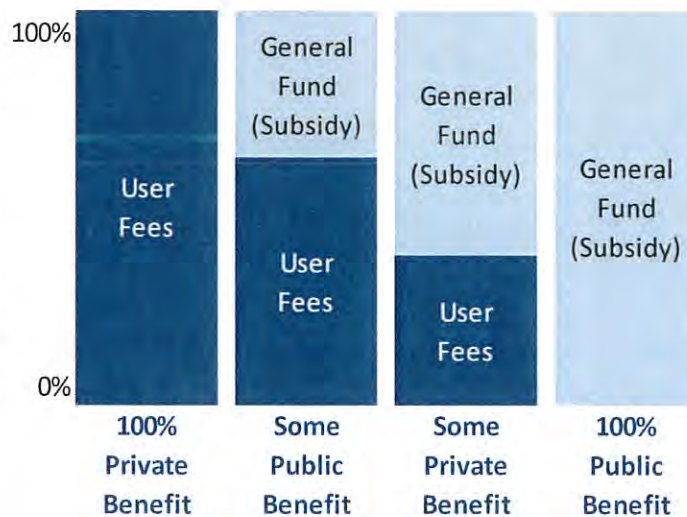 100%
0%
User
Fees
General
Fund
(Subsidy)
User
Fees
General
Fund
(Subsidy)
User
Fees
General
Fund
(Subsidy)
100%
Private
Benefit
Some
Public
Benefit
Some
Private
Benefit
100%
Public
Benefit